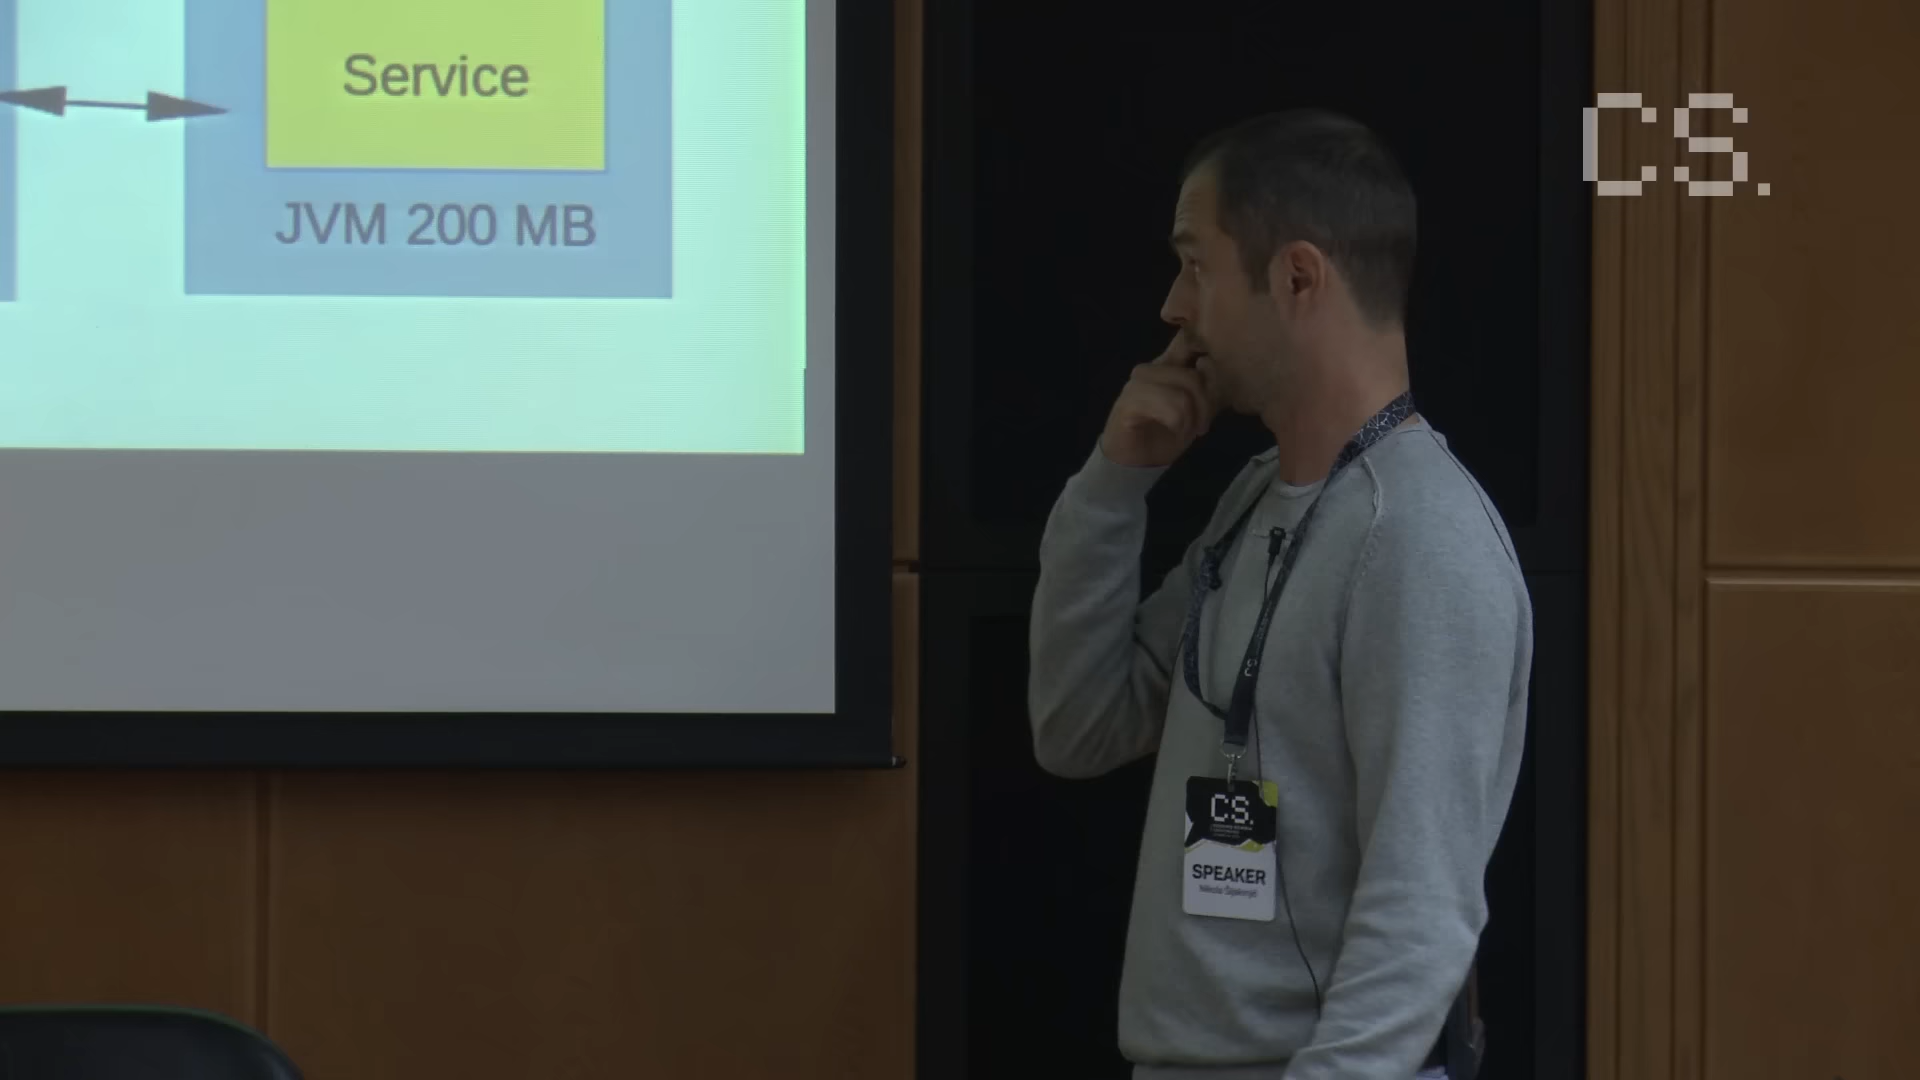 Service
JVM 200 MB
CS.
CS.
SPEAKER